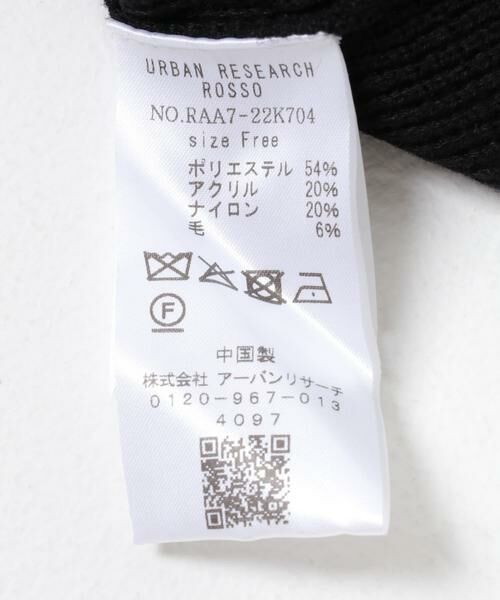 URBAN RESEARCH
ROSSO
NO.RAA7-22K704
size Free
ポリエステル 54%
アクリル 20%
ナイロン 20%
毛 6%
F
中国製
株式会社 アーバンリサーチ
0120-967-013
4097